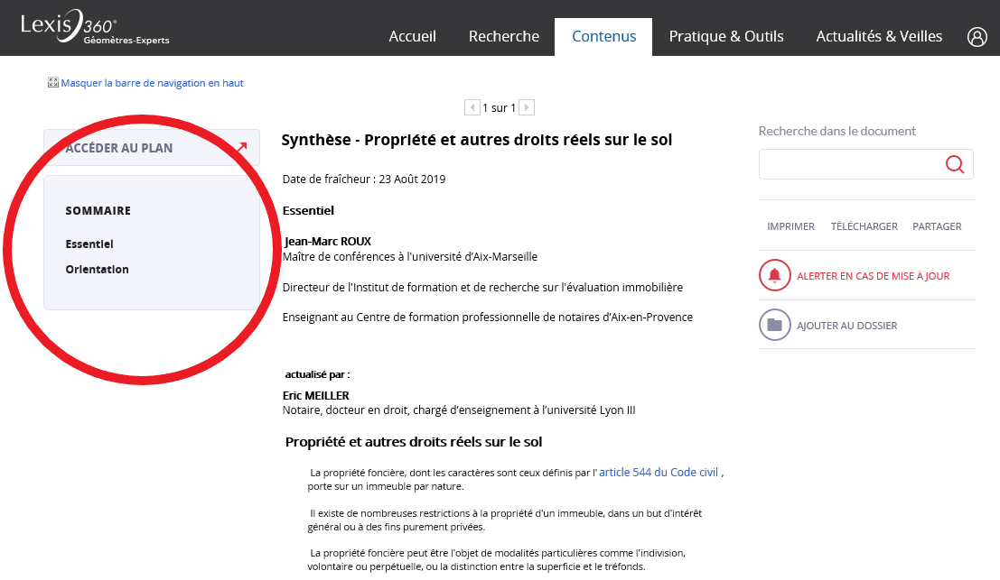 Lexis 360®
Géomètres-Experts
Accueil Recherche Contenus Pratique & Outils Actualités & Veilles
Masquer la barre de navigation en haut
1 sur 1
ACCÉDER AU PLAN
SOMMAIRE
Essentiel
Orientation
Synthèse - Propriété et autres droits réels sur le sol
Date de fraîcheur : 23 Août 2019
Essentiel
Jean-Marc ROUX
Maître de conférences à l'université d’Aix-Marseille
Directeur de l'Institut de formation et de recherche sur l'évaluation immobilière
Enseignant au Centre de formation professionnelle de notaires d’Aix-en-Provence
actualisé par :
Eric MEILLER
Notaire, docteur en droit, chargé d’enseignement à l’université Lyon III
Propriété et autres droits réels sur le sol
La propriété foncière, dont les caractères sont ceux définis par l' article 544 du Code civil ,
porte sur un immeuble par nature.
Il existe de nombreuses restrictions à la propriété d'un immeuble, dans un but d'intérêt
général ou à des fins purement privées.
La propriété foncière peut être l'objet de modalités particulières comme l'indivision,
volontaire ou perpétuelle, ou la distinction entre la superficie et le tréfonds.
Recherche dans le document
IMPRIMER TÉLÉCHARGER PARTAGER
ALERTER EN CAS DE MISE À JOUR
AJOUTER AU DOSSIER